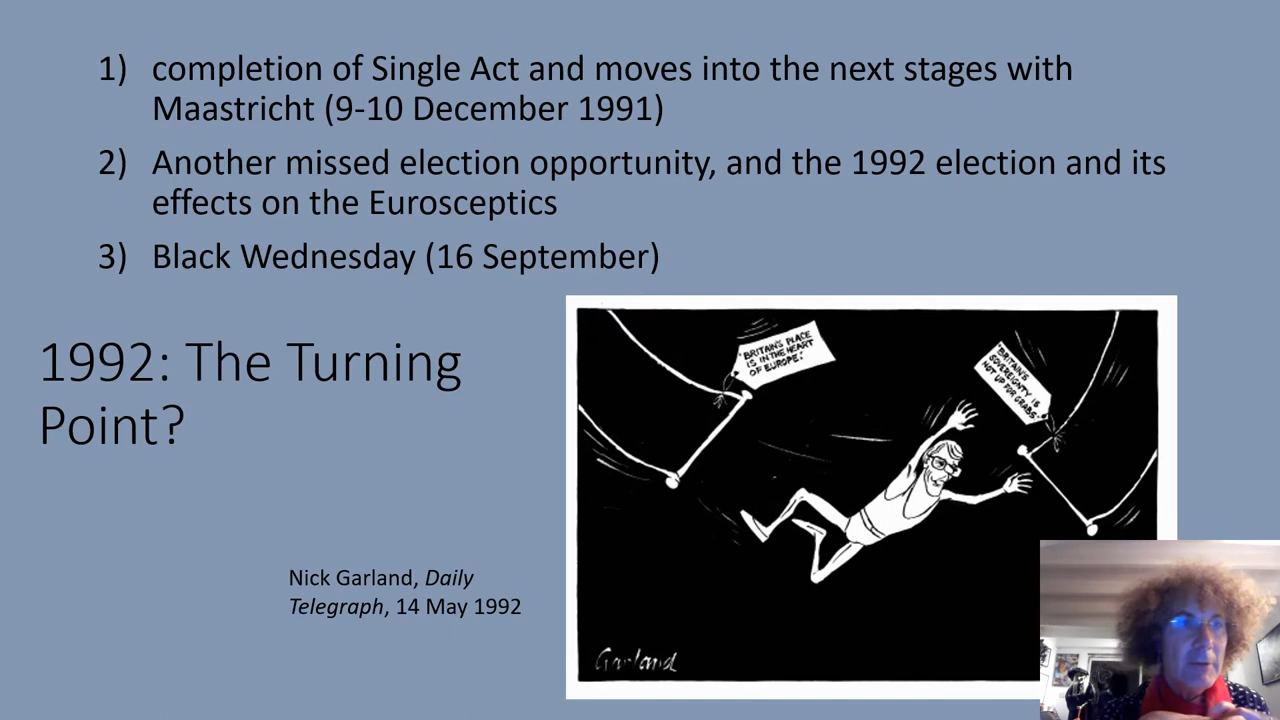 1) completion of Single Act and moves into the next stages with
Maastricht (9-10 December 1991)
2) Another missed election opportunity, and the 1992 election and its
effects on the Eurosceptics
3) Black Wednesday (16 September)
1992: The Turning
Point?
"BRITAIN'S PLACE
IS IN THE HEART
OF EUROPE."
"BRITAIN'S
SOVEREIGNTY IS
NOT UP FOR GRABS"
Nick Garland, Daily
Telegraph, 14 May 1992
Garland